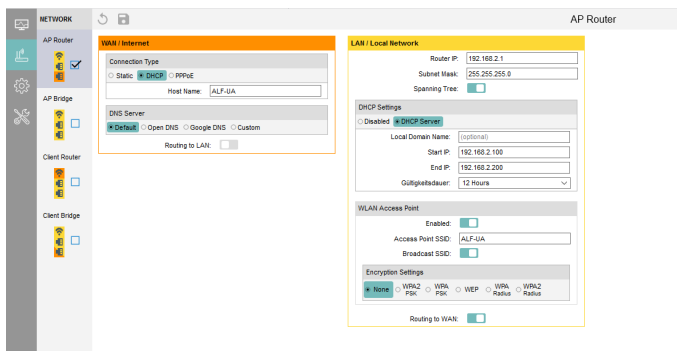 NETWORK
AP Router
AP Router
AP Bridge
Client Router
Client Bridge
WAN / Internet
Connection Type
Static DHCP PPPoE
Host Name: ALF-UA
DNS Server
Default Open DNS Google DNS Custom
Routing to LAN:
LAN / Local Network
Router IP: 192.168.2.1
Subnet Mask: 255.255.255.0
Spanning Tree:
DHCP Settings
Disabled DHCP Server
Local Domain Name: (optional)
Start IP: 192.168.2.100
End IP: 192.168.2.200
Gültigkeitsdauer: 12 Hours
WLAN Access Point
Enabled:
Access Point SSID: ALF-UA
Broadcast SSID:
Encryption Settings
None WPA2 PSK WPA PSK WEP WPA Radius WPA2 Radius
Routing to WAN: